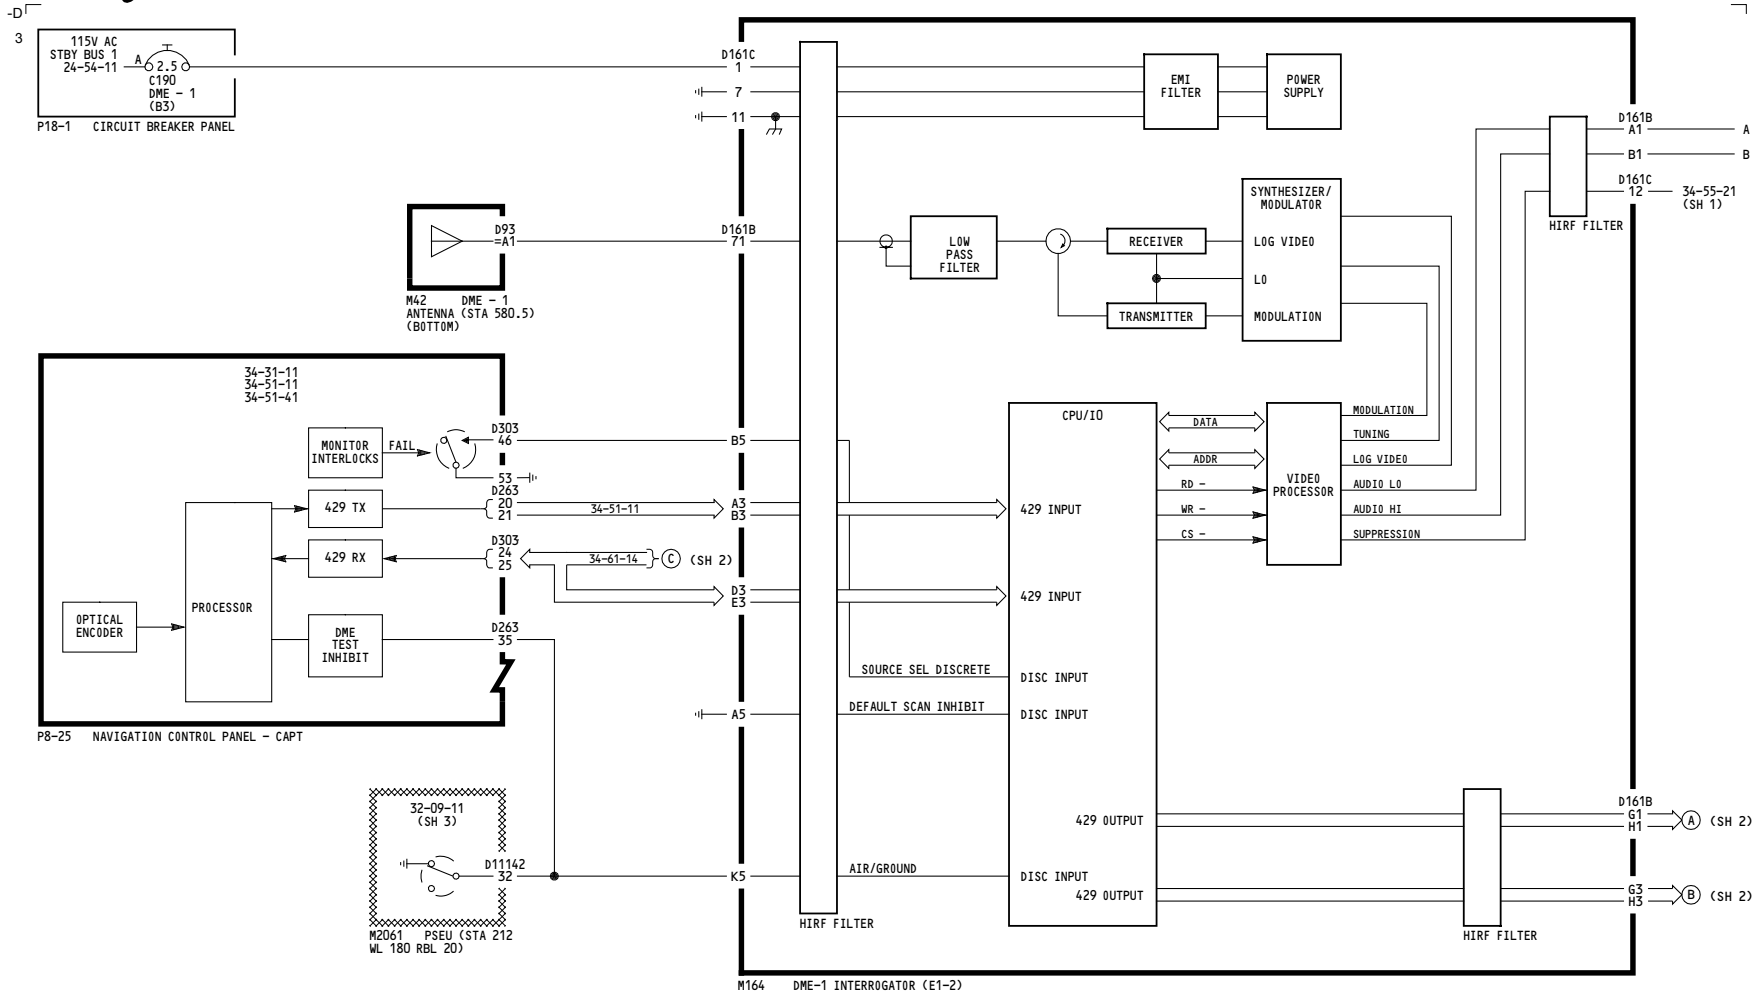 -D
3
115V AC
STBY BUS 1
24-54-11
A
2.5
C190
DME - 1
(B3)
P18-1 CIRCUIT BREAKER PANEL
D161C
1
7
11
EMI
FILTER
POWER
SUPPLY
D161B
A1
A
B1
B
D161C
12
34-55-21
(SH 1)
HIRF FILTER
D93
=A1
M42 DME - 1
ANTENNA (STA 580.5)
(BOTTOM)
D161B
71
LOW
PASS
FILTER
RECEIVER
TRANSMITTER
SYNTHESIZER/
MODULATOR
LOG VIDEO
LO
MODULATION
34-31-11
34-51-11
34-51-41
MONITOR
INTERLOCKS
FAIL
D303
46
53
D263
20
21
429 TX
34-51-11
429 RX
D303
24
25
34-61-14
C (SH 2)
PROCESSOR
OPTICAL
ENCODER
DME
TEST
INHIBIT
D263
35
P8-25 NAVIGATION CONTROL PANEL - CAPT
B5
A3
B3
D3
E3
A5
K5
SOURCE SEL DISCRETE
DEFAULT SCAN INHIBIT
AIR/GROUND
HIRF FILTER
CPU/IO
429 INPUT
429 INPUT
DISC INPUT
DISC INPUT
429 OUTPUT
DISC INPUT
429 OUTPUT
DATA
ADDR
RD -
WR -
CS -
VIDEO
PROCESSOR
MODULATION
TUNING
LOG VIDEO
AUDIO LO
AUDIO HI
SUPPRESSION
32-09-11
(SH 3)
D11142
32
M2061 PSEU (STA 212
WL 180 RBL 20)
HIRF FILTER
D161B
G1
H1
A (SH 2)
G3
H3
B (SH 2)
M164 DME-1 INTERROGATOR (E1-2)